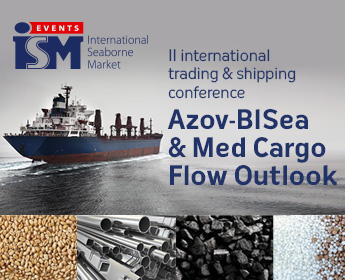 EVENTS
ISM
International
Seaborne
Market
II international
trading & shipping
conference
Azov-BlSea
& Med Cargo
Flow Outlook